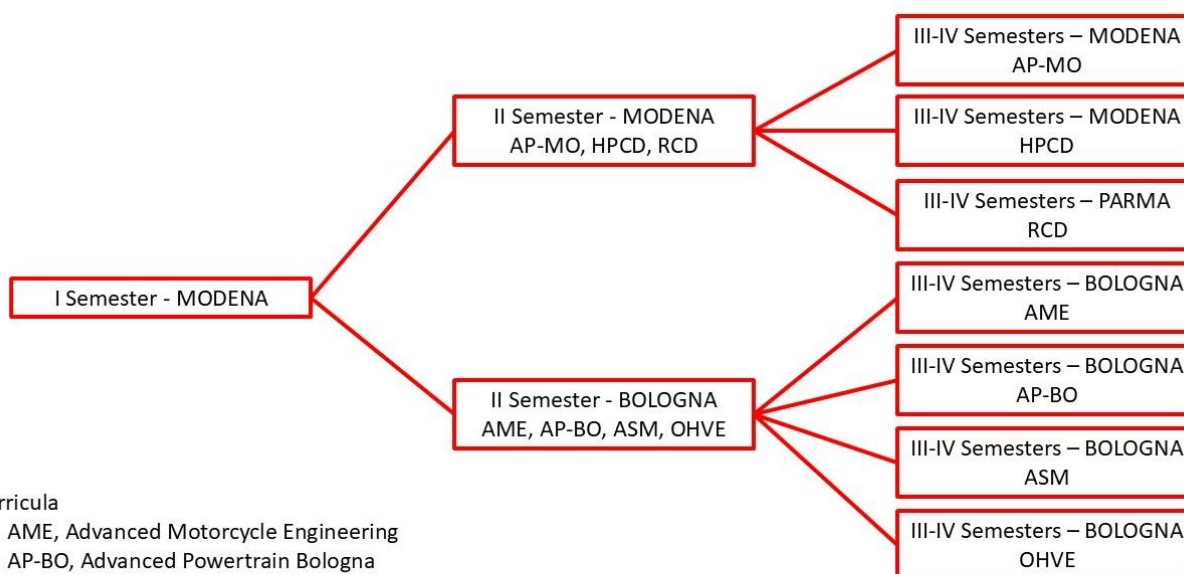 III-IV Semesters – MODENA
AP-MO
II Semester - MODENA
AP-MO, HPCD, RCD
III-IV Semesters – MODENA
HPCD
III-IV Semesters – PARMA
RCD
I Semester - MODENA
III-IV Semesters – BOLOGNA
AME
II Semester - BOLOGNA
AME, AP-BO, ASM, OHVE
III-IV Semesters – BOLOGNA
AP-BO
III-IV Semesters – BOLOGNA
ASM
III-IV Semesters – BOLOGNA
OHVE
rricula
AME, Advanced Motorcycle Engineering
AP-BO, Advanced Powertrain Bologna